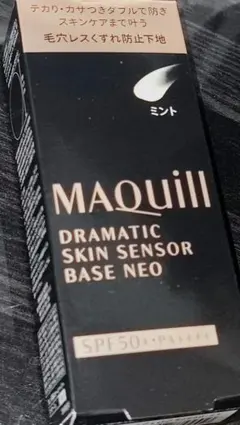 テカリ・カサつきダブルで防ぎ
スキンケアまで叶う
毛穴レスくずれ防止下地
ミント
MAQuill
DRAMATIC
SKIN SENSOR
BASE NEO
SPF50+・PA++++